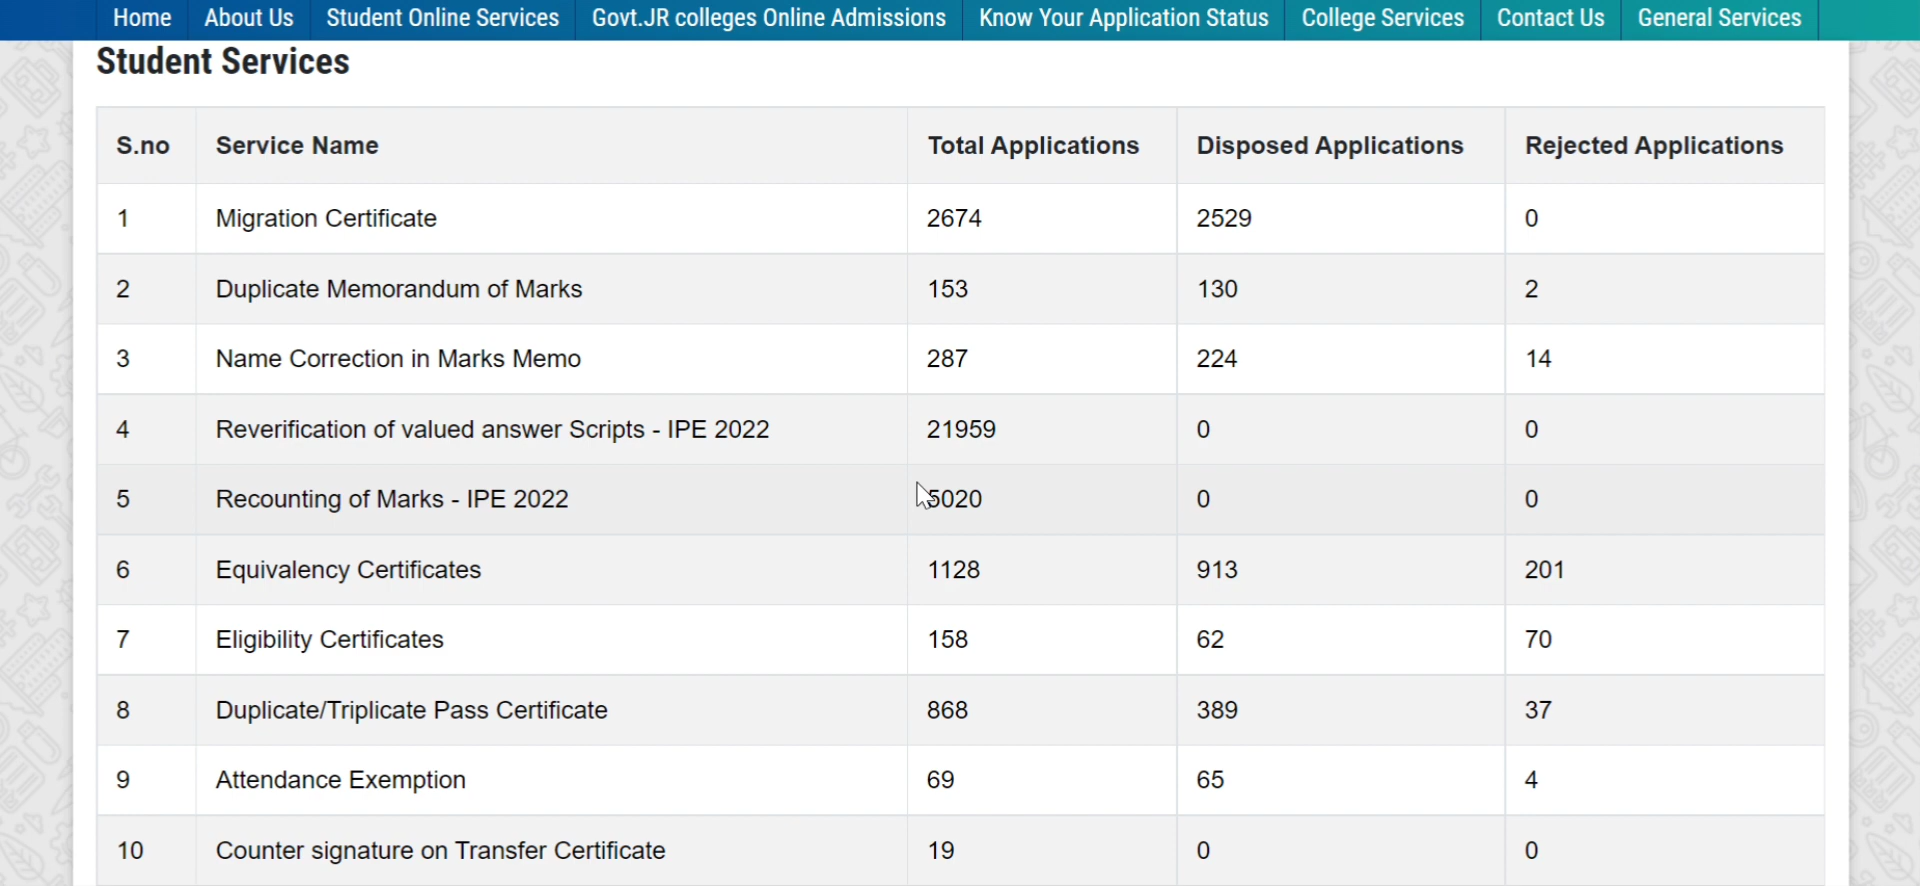 Home About Us Student Online Services Govt.JR colleges Online Admissions Know Your Application Status College Services Contact Us General Services
Student Services
S.no Service Name Total Applications Disposed Applications Rejected Applications
1 Migration Certificate 2674 2529 0
2 Duplicate Memorandum of Marks 153 130 2
3 Name Correction in Marks Memo 287 224 14
4 Reverification of valued answer Scripts - IPE 2022 21959 0 0
5 Recounting of Marks - IPE 2022 5020 0 0
6 Equivalency Certificates 1128 913 201
7 Eligibility Certificates 158 62 70
8 Duplicate/Triplicate Pass Certificate 868 389 37
9 Attendance Exemption 69 65 4
10 Counter signature on Transfer Certificate 19 0 0